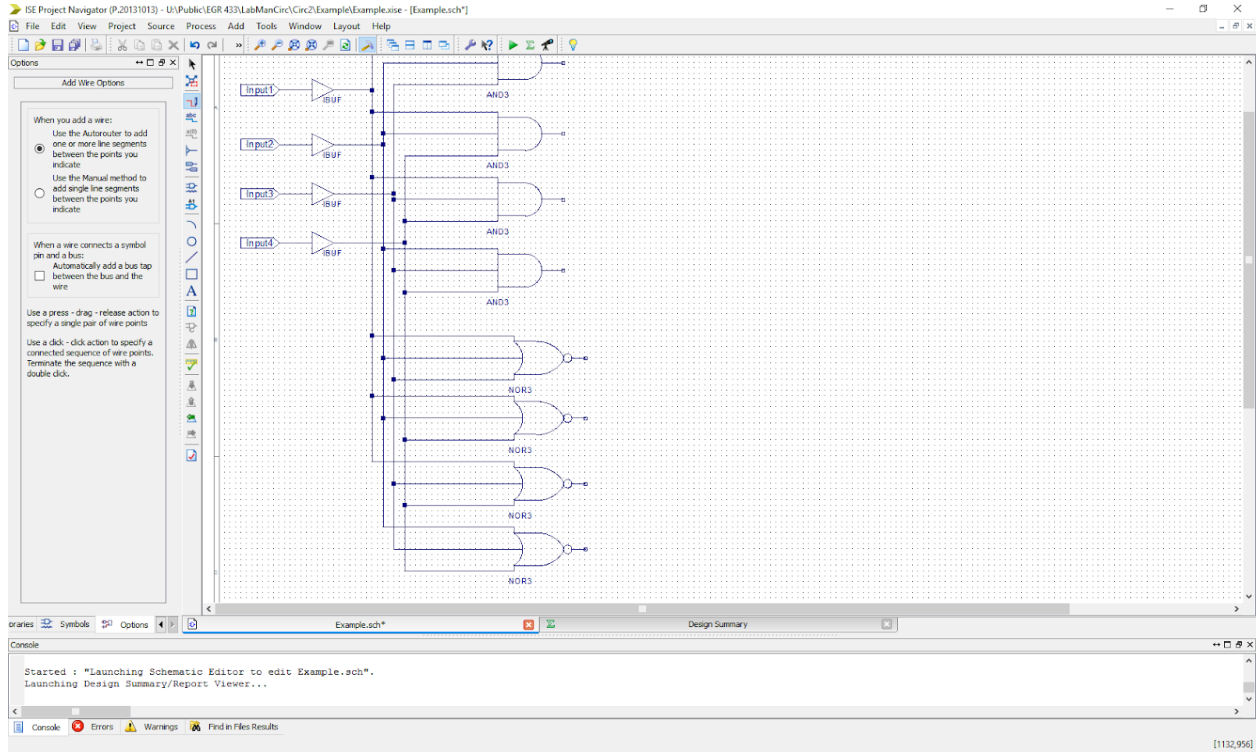 ISE Project Navigator (P.20131013) - U:\Public\EGR 433\LabManCirc\Circ2\Example\Example.xise - [Example.sch*]
File Edit View Project Source Process Add Tools Window Layout Help
Options
Add Wire Options
When you add a wire:
Use the Autorouter to add
one or more line segments
between the points you
indicate
Use the Manual method to
add single line segments
between the points you
indicate
When a wire connects a symbol
pin and a bus:
Automatically add a bus tap
between the bus and the
wire
Use a press - drag - release action to
specify a single pair of wire points
Use a click - click action to specify a
connected sequence of wire points.
Terminate the sequence with a
double click.
Input1
IBUF
AND3
Input2
IBUF
AND3
Input3
IBUF
AND3
Input4
IBUF
AND3
NOR3
NOR3
NOR3
NOR3
oraries Symbols Options
Example.sch*
Design Summary
Console
Started : "Launching Schematic Editor to edit Example.sch".
Launching Design Summary/Report Viewer...
Console Errors Warnings Find in Files Results
[1132,956]